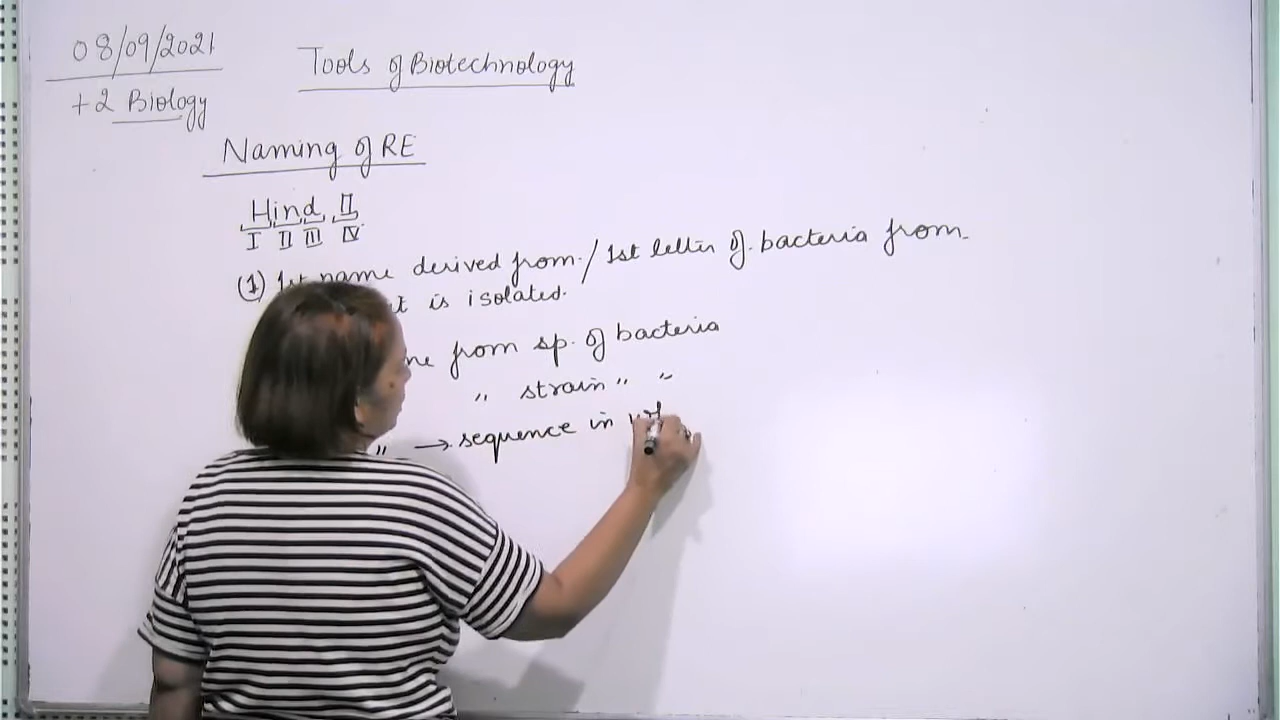 08/09/2021
+2 Biology
Tools of Biotechnology
Naming of RE
Hind II
I II III IV
(1) 1st name derived from / 1st letter of bacteria from
is isolated.
from sp. of bacteria
" strain " "
" → sequence in